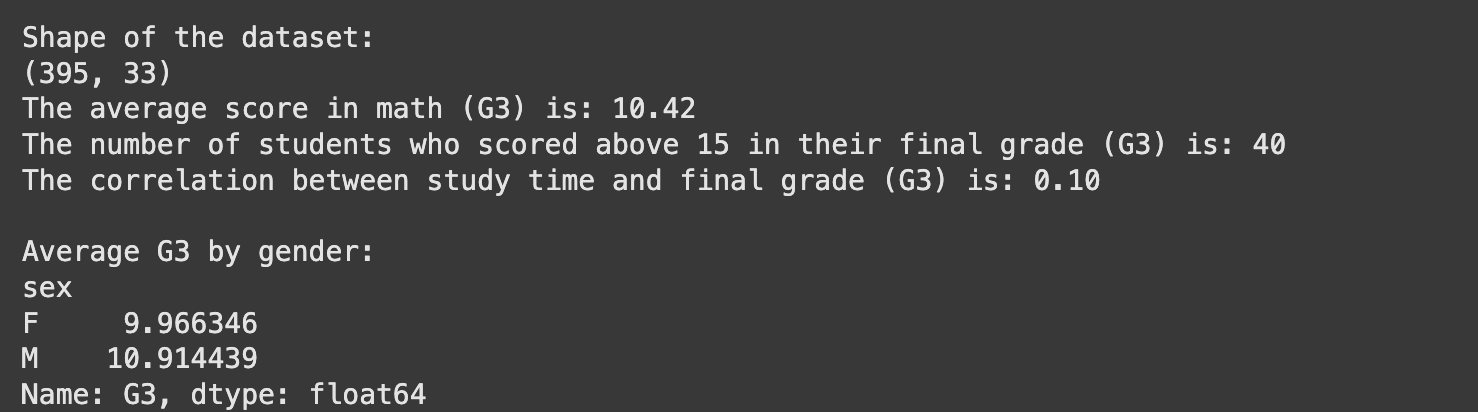 Shape of the dataset:
(395, 33)
The average score in math (G3) is: 10.42
The number of students who scored above 15 in their final grade (G3) is: 40
The correlation between study time and final grade (G3) is: 0.10

Average G3 by gender:
sex
F     9.966346
M    10.914439
Name: G3, dtype: float64